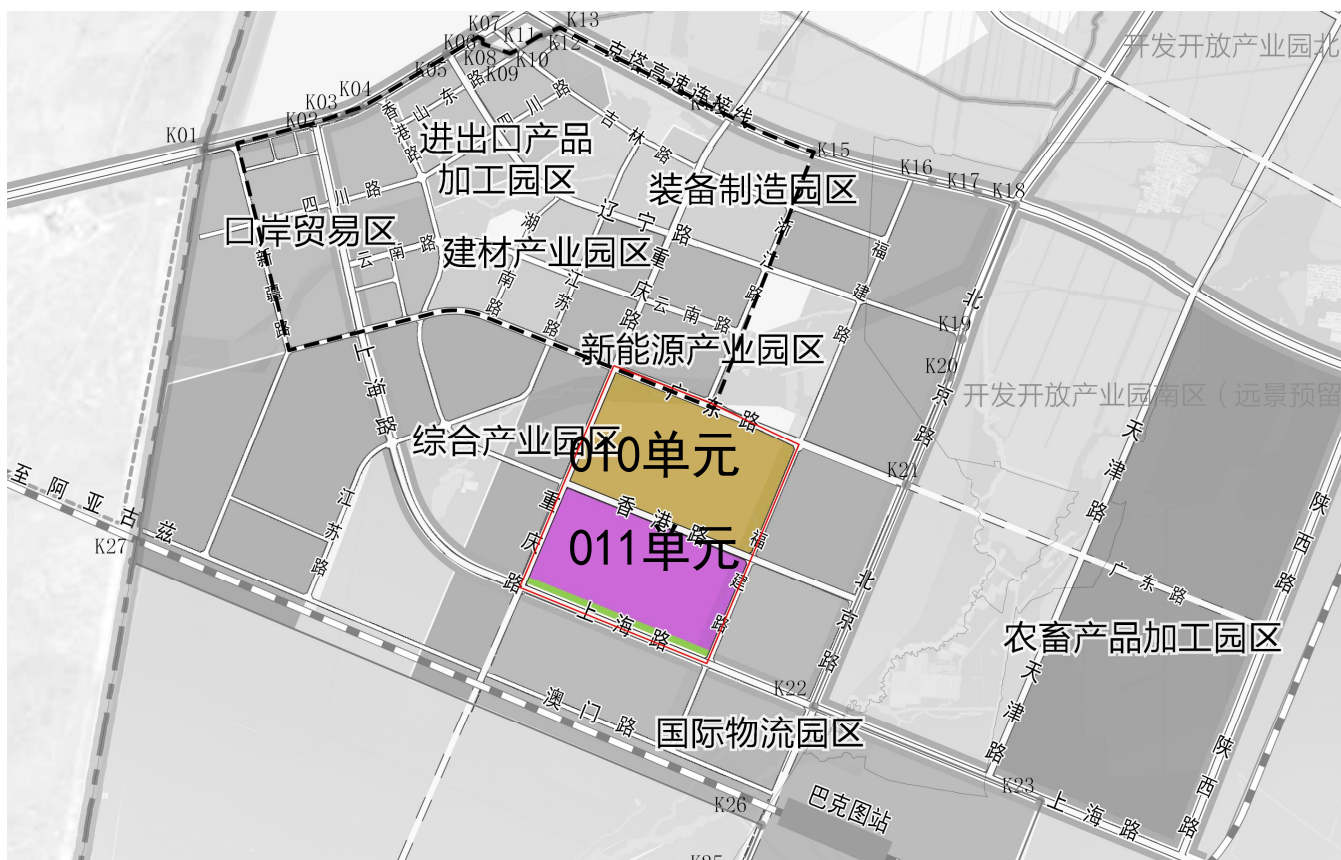 K07
K13
K06
K11
K12
克塔高速连接线
开发开放产业园北
K08
K10
K05
K09
K04
K03
K02
K01
香港路
山东路
四川路
吉林路
K15
K16
K17
K18
进出口产品
加工园区
装备制造园区
四川路
口岸贸易区
云南路
新疆路
建材产业园区
湖南路
江苏路
辽宁路
重庆路
云南路
浙江路
福建路
北京路
K19
K20
上海路
新能源产业园区
广东路
开发开放产业园南区（远景预留
综合产业园区
010单元
K21
天津路
陕西路
至阿亚古兹
K27
江苏路
重庆路
香港路
011单元
福建路
北京路
广东路
上海路
农畜产品加工园区
天津路
K22
澳门路
国际物流园区
陕西路
K23
上海路
K26
巴克图站
K25